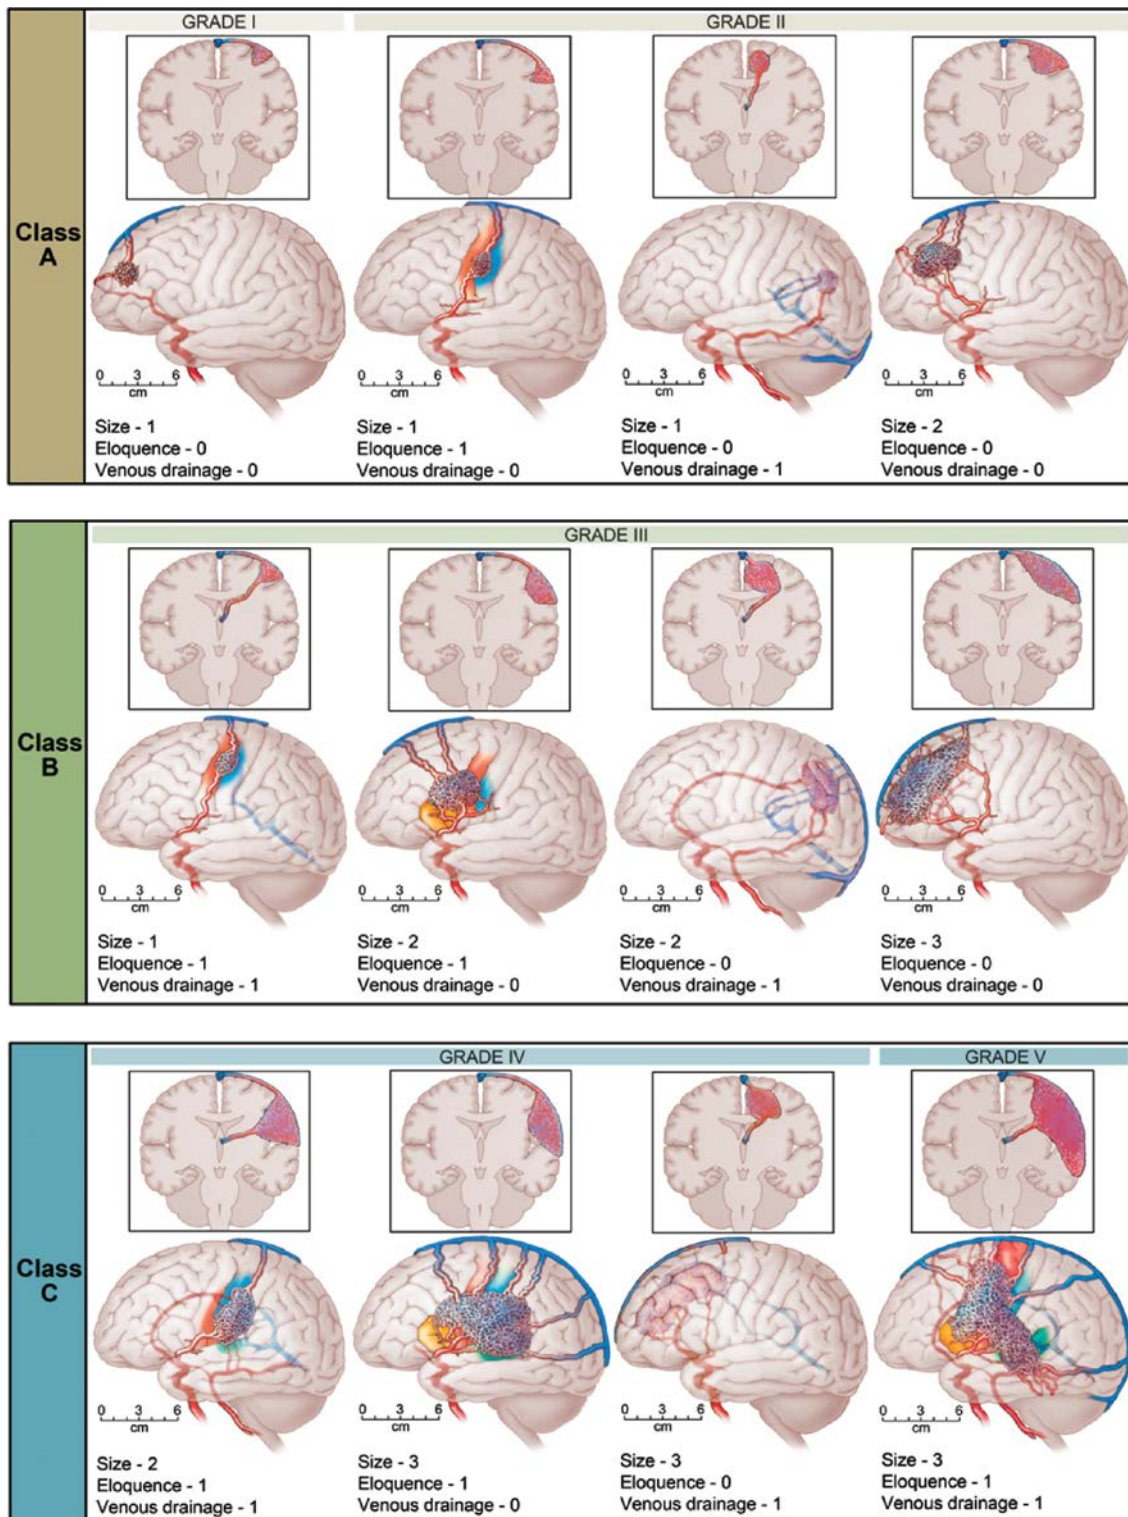 GRADE I
GRADE II
Class
A
0 3 6
cm
0 3 6
cm
0 3 6
cm
0 3 6
cm
Size - 1
Eloquence - 0
Venous drainage - 0
Size - 1
Eloquence - 1
Venous drainage - 0
Size - 1
Eloquence - 0
Venous drainage - 1
Size - 2
Eloquence - 0
Venous drainage - 0
GRADE III
Class
B
0 3 6
cm
0 3 6
cm
0 3 6
cm
0 3 6
cm
Size - 1
Eloquence - 1
Venous drainage - 1
Size - 2
Eloquence - 1
Venous drainage - 0
Size - 2
Eloquence - 0
Venous drainage - 1
Size - 3
Eloquence - 0
Venous drainage - 0
GRADE IV
GRADE V
Class
C
0 3 6
cm
0 3 6
cm
0 3 6
cm
0 3 6
cm
Size - 2
Eloquence - 1
Venous drainage - 1
Size - 3
Eloquence - 1
Venous drainage - 0
Size - 3
Eloquence - 0
Venous drainage - 1
Size - 3
Eloquence - 1
Venous drainage - 1